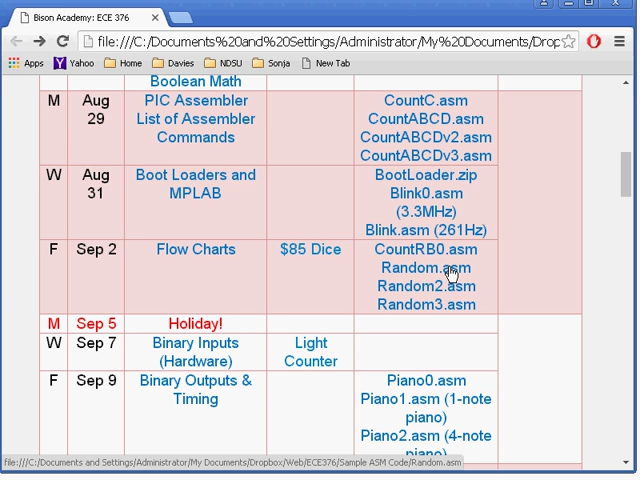 Bison Academy: ECE 376
file:///C:/Documents%20and%20Settings/Administrator/My%20Documents/Drop
Apps Yahoo Home Davies NDSU Sonja New Tab
Boolean Math
M Aug 29 PIC Assembler CountC.asm
List of Assembler CountABCD.asm
Commands CountABCDv2.asm
CountABCDv3.asm
W Aug 31 Boot Loaders and BootLoader.zip
MPLAB Blink0.asm
(3.3MHz)
Blink.asm (261Hz)
F Sep 2 Flow Charts $85 Dice CountRB0.asm
Random.asm
Random2.asm
Random3.asm
M Sep 5 Holiday!
W Sep 7 Binary Inputs Light
(Hardware) Counter
F Sep 9 Binary Outputs & Piano0.asm
Timing Piano1.asm (1-note
piano)
Piano2.asm (4-note
piano)
file:///C:/Documents and Settings/Administrator/My Documents/Dropbox/Web/ECE376/Sample ASM Code/Random.asm